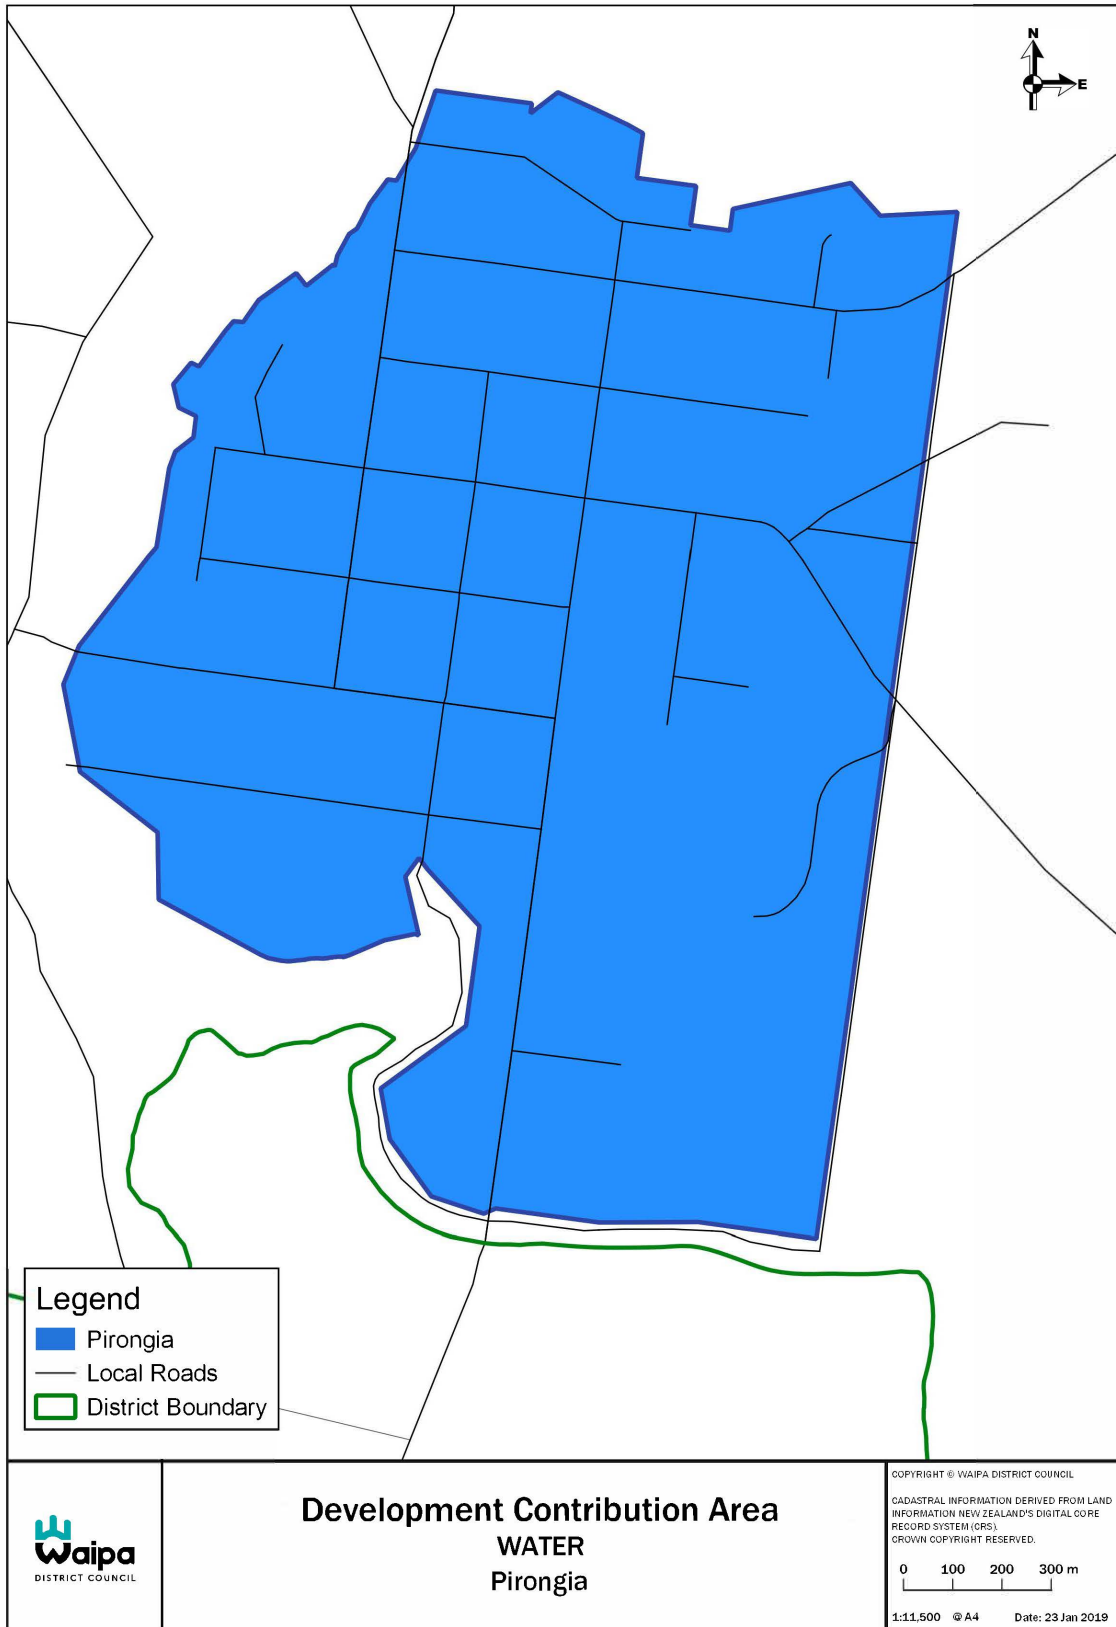 N
E
Legend
Pirongia
Local Roads
District Boundary
Waipa
DISTRICT COUNCIL
Development Contribution Area
WATER
Pirongia
COPYRIGHT © WAIPA DISTRICT COUNCIL
CADASTRAL INFORMATION DERIVED FROM LAND
INFORMATION NEW ZEALAND'S DIGITAL CORE
RECORD SYSTEM (CRS).
CROWN COPYRIGHT RESERVED.
0 100 200 300 m
1:11,500 @ A4 Date: 23 Jan 2019